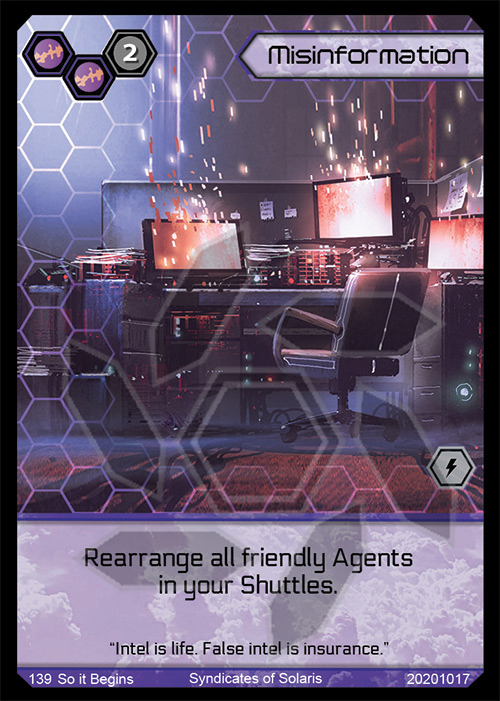 2
Misinformation
Rearrange all friendly Agents
in your Shuttles.
“Intel is life. False intel is insurance.”
139 So it Begins Syndicates of Solaris 20201017